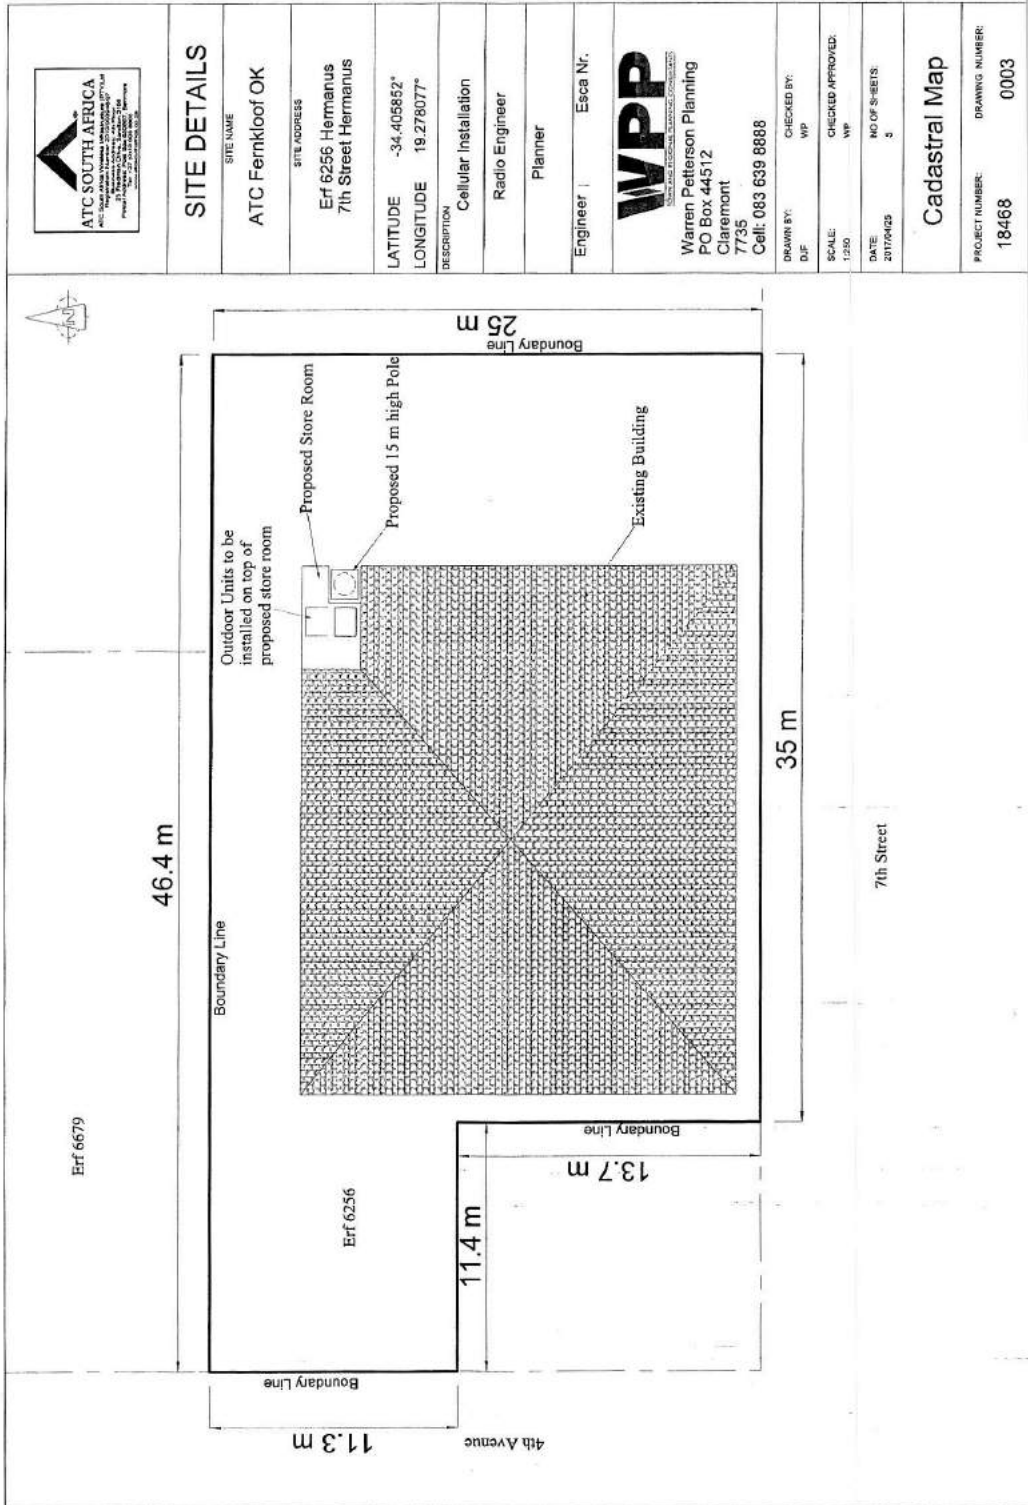 46.4 m
Erf 6679
Boundary Line
Outdoor Units to be
installed on top of
proposed store room
Proposed Store Room
Proposed 15 m high Pole
Existing Building
25 m
Boundary Line
Erf 6256
11.3 m
Boundary Line
4th Avenue
11.4 m
13.7 m
Boundary Line
35 m
7th Street
N
ATC SOUTH AFRICA
SITE DETAILS
SITE NAME
ATC Fernkloof OK
SITE ADDRESS
Erf 6256 Hermanus
7th Street Hermanus
LATITUDE -34.405852°
LONGITUDE 19.278077°
DESCRIPTION
Cellular Installation
Radio Engineer
Planner
Engineer Esca Nr.
WPP
TOWN AND REGIONAL PLANNING CONSULTANTS
Warren Petterson Planning
PO Box 44512
Claremont
7735
Cell: 083 639 8888
DRAWN BY: CHECKED BY:
DJF WP
SCALE: CHECKED APPROVED:
1:250 WP
DATE: NO OF SHEETS:
2017/04/25 5
Cadastral Map
PROJECT NUMBER: DRAWING NUMBER:
18468 0003